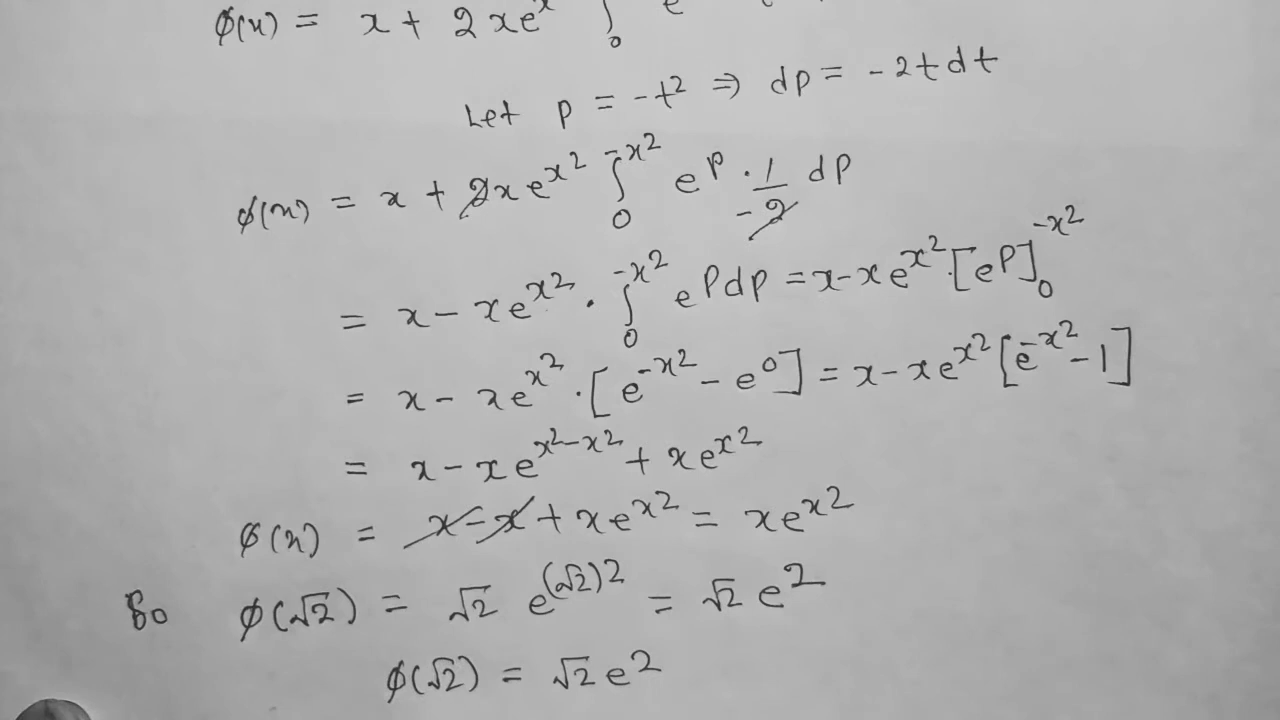 ϕ(x) = x + 2xeˣ ∫₀ e
Let p = -t² ⇒ dp = -2t dt
ϕ(x) = x + 2xe^{x²} ∫₀^{-x²} e^p · 1/-2 dp
= x - xe^{x²} · ∫₀^{-x²} e^p dp = x - xe^{x²} · [e^p]₀^{-x²}
= x - xe^{x²} · [e^{-x²} - e⁰] = x - xe^{x²} [e^{-x²} - 1]
= x - xe^{x²-x²} + xe^{x²}
ϕ(x) = x - x + xe^{x²} = xe^{x²}
So ϕ(√2) = √2 e^{(√2)2} = √2 e²
ϕ(√2) = √2 e²